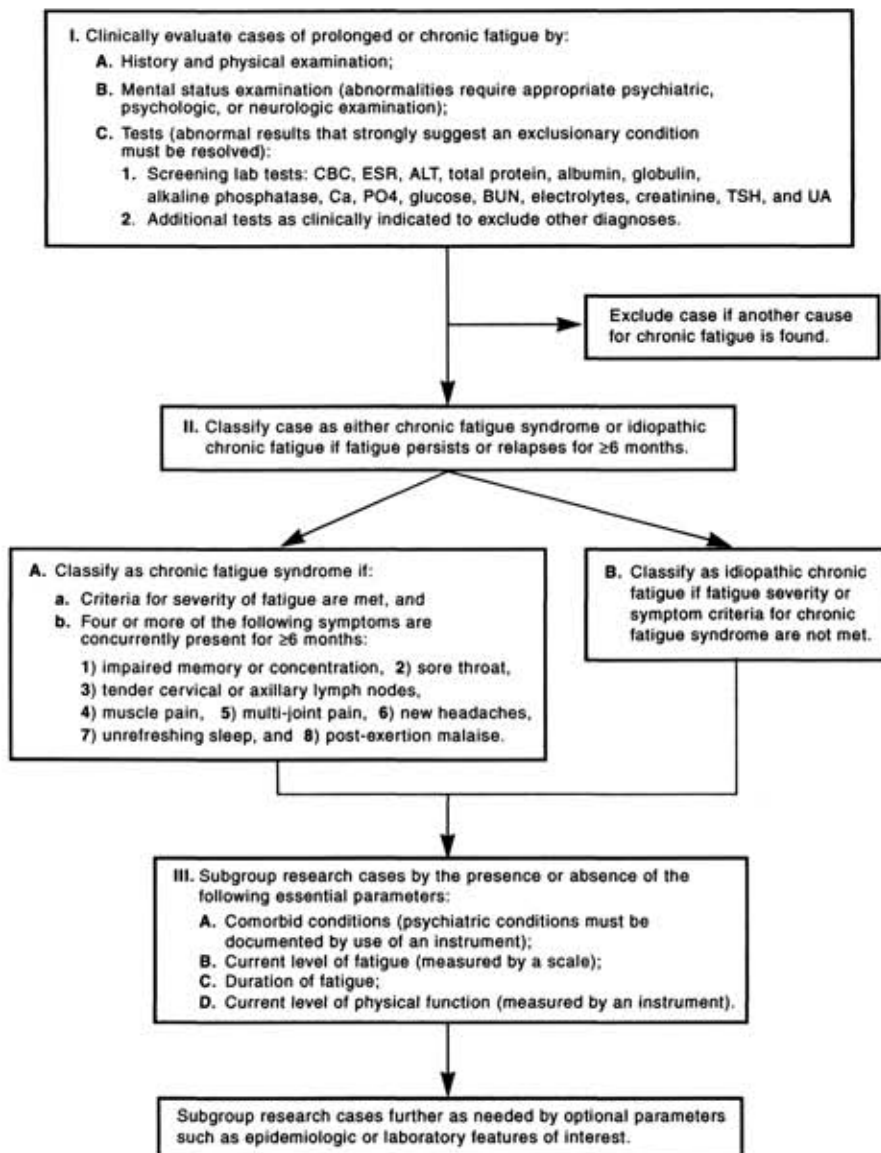 I. Clinically evaluate cases of prolonged or chronic fatigue by:
A. History and physical examination;
B. Mental status examination (abnormalities require appropriate psychiatric,
psychologic, or neurologic examination);
C. Tests (abnormal results that strongly suggest an exclusionary condition
must be resolved):
1. Screening lab tests: CBC, ESR, ALT, total protein, albumin, globulin,
alkaline phosphatase, Ca, PO4, glucose, BUN, electrolytes, creatinine, TSH, and UA
2. Additional tests as clinically indicated to exclude other diagnoses.
Exclude case if another cause
for chronic fatigue is found.
II. Classify case as either chronic fatigue syndrome or idiopathic
chronic fatigue if fatigue persists or relapses for ≥6 months.
A. Classify as chronic fatigue syndrome if:
a. Criteria for severity of fatigue are met, and
b. Four or more of the following symptoms are
concurrently present for ≥6 months:
1) impaired memory or concentration, 2) sore throat,
3) tender cervical or axillary lymph nodes,
4) muscle pain, 5) multi-joint pain, 6) new headaches,
7) unrefreshing sleep, and 8) post-exertion malaise.
B. Classify as idiopathic chronic
fatigue if fatigue severity or
symptom criteria for chronic
fatigue syndrome are not met.
III. Subgroup research cases by the presence or absence of the
following essential parameters:
A. Comorbid conditions (psychiatric conditions must be
documented by use of an instrument);
B. Current level of fatigue (measured by a scale);
C. Duration of fatigue;
D. Current level of physical function (measured by an instrument).
Subgroup research cases further as needed by optional parameters
such as epidemiologic or laboratory features of interest.